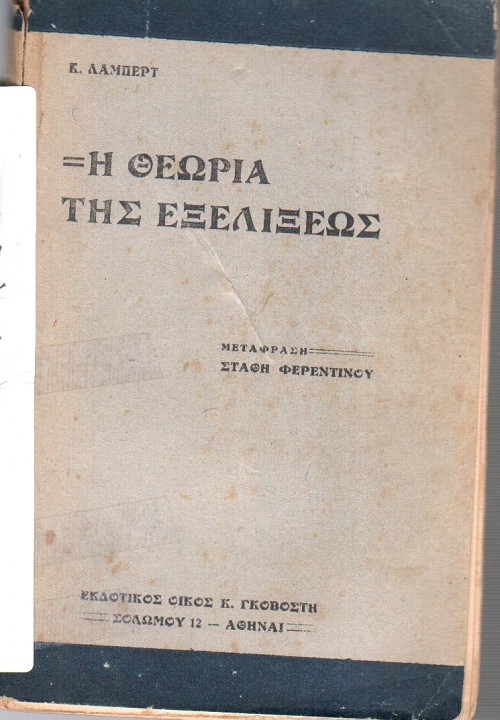 Κ. ΛΑΜΠΕΡΤ
=Η ΘΕΩΡΙΑ
ΤΗΣ ΕΞΕΛΙΞΕΩΣ
ΜΕΤΑΦΡΑΣΗ
ΣΤΑΘΗ ΦΕΡΕΝΤΙΝΟΥ
ΕΚΔΟΤΙΚΟΣ ΟΙΚΟΣ Κ. ΓΚΟΒΟΣΤΗ
ΣΟΛΩΜΟΥ 12 — ΑΘΗΝΑΙ